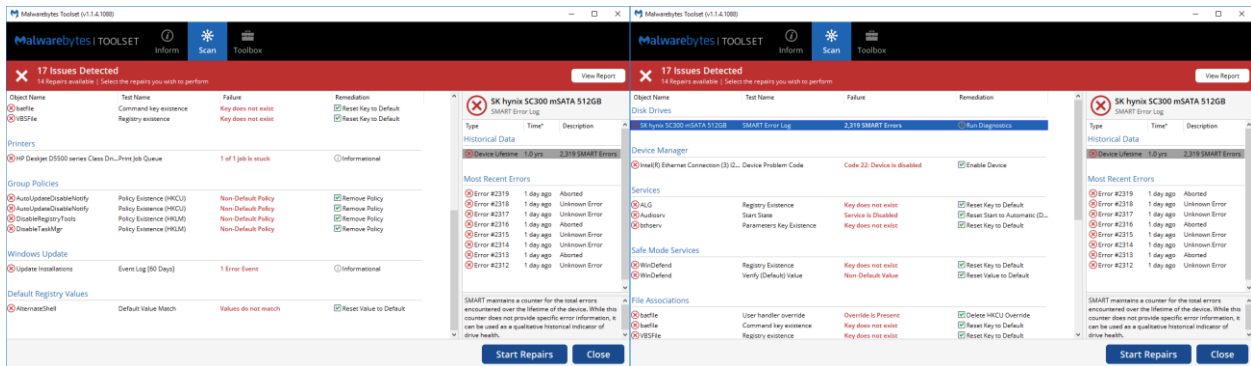 Malwarebytes Toolset (v1.1.4.1088)
Malwarebytes | TOOLSET
Inform
Scan
Toolbox
17 Issues Detected
14 Repairs available | Select the repairs you wish to perform
View Report
Object Name Test Name Failure Remediation
batfile Command key existence Key does not exist Reset Key to Default
VBSFile Registry existence Key does not exist Reset Key to Default
Printers
HP Deskjet D5500 series Class Dri... Print Job Queue 1 of 1 job is stuck Informational
Group Policies
AutoUpdateDisableNotify Policy Existence (HKCU) Non-Default Policy Remove Policy
AutoUpdateDisableNotify Policy Existence (HKLM) Non-Default Policy Remove Policy
DisableRegistryTools Policy Existence (HKLM) Non-Default Policy Remove Policy
DisableTaskMgr Policy Existence (HKLM) Non-Default Policy Remove Policy
Windows Update
Update Installations Event Log [60 Days] 1 Error Event Informational
Default Registry Values
AlternateShell Default Value Match Values do not match Reset Value to Default
SK hynix SC300 mSATA 512GB
SMART Error Log
Type Time* Description
Historical Data
Device Lifetime 1.0 yrs 2,319 SMART Errors
Most Recent Errors
Error #2319 1 day ago Aborted
Error #2318 1 day ago Unknown Error
Error #2317 1 day ago Unknown Error
Error #2316 1 day ago Aborted
Error #2315 1 day ago Unknown Error
Error #2314 1 day ago Unknown Error
Error #2313 1 day ago Aborted
Error #2312 1 day ago Unknown Error
SMART maintains a counter for the total errors
encountered over the lifetime of the device. While this
counter does not provide specific error information, it
can be used as a qualitative historical indicator of
drive health.
Start Repairs
Close
Malwarebytes Toolset (v1.1.4.1088)
Malwarebytes | TOOLSET
Inform
Scan
Toolbox
17 Issues Detected
14 Repairs available | Select the repairs you wish to perform
View Report
Object Name Test Name Failure Remediation
Disk Drives
SK hynix SC300 mSATA 512GB SMART Error Log 2,319 SMART Errors Run Diagnostics
Device Manager
Intel(R) Ethernet Connection (3) I2... Device Problem Code Code 22: Device is disabled Enable Device
Services
ALG Registry Existence Key does not exist Reset Key to Default
Audiosrv Start State Service is Disabled Reset Start to Automatic (D...
bthserv Parameters Key Existence Key does not exist Reset Key to Default
Safe Mode Services
WinDefend Registry Existence Key does not exist Reset Key to Default
WinDefend Verify (Default) Value Non-Default Value Reset Value to Default
File Associations
batfile User handler override Override is Present Delete HKCU Override
batfile Command key existence Key does not exist Reset Key to Default
VBSFile Registry existence Key does not exist Reset Key to Default
SK hynix SC300 mSATA 512GB
SMART Error Log
Type Time* Description
Historical Data
Device Lifetime 1.0 yrs 2,319 SMART Errors
Most Recent Errors
Error #2319 1 day ago Aborted
Error #2318 1 day ago Unknown Error
Error #2317 1 day ago Unknown Error
Error #2316 1 day ago Aborted
Error #2315 1 day ago Unknown Error
Error #2314 1 day ago Unknown Error
Error #2313 1 day ago Aborted
Error #2312 1 day ago Unknown Error
SMART maintains a counter for the total errors
encountered over the lifetime of the device. While this
counter does not provide specific error information, it
can be used as a qualitative historical indicator of
drive health.
Start Repairs
Close